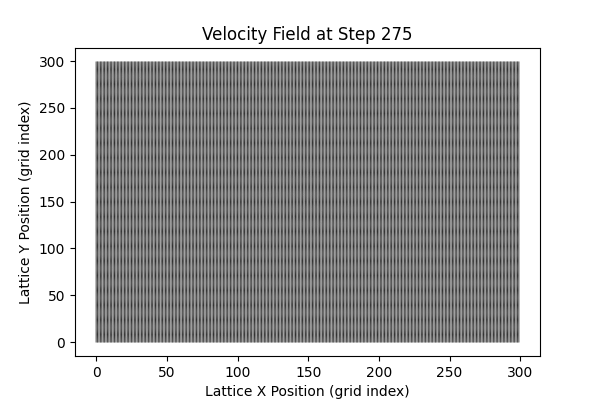 Velocity Field at Step 275
300
250
200
150
100
50
0
Lattice Y Position (grid index)
0 50 100 150 200 250 300
Lattice X Position (grid index)